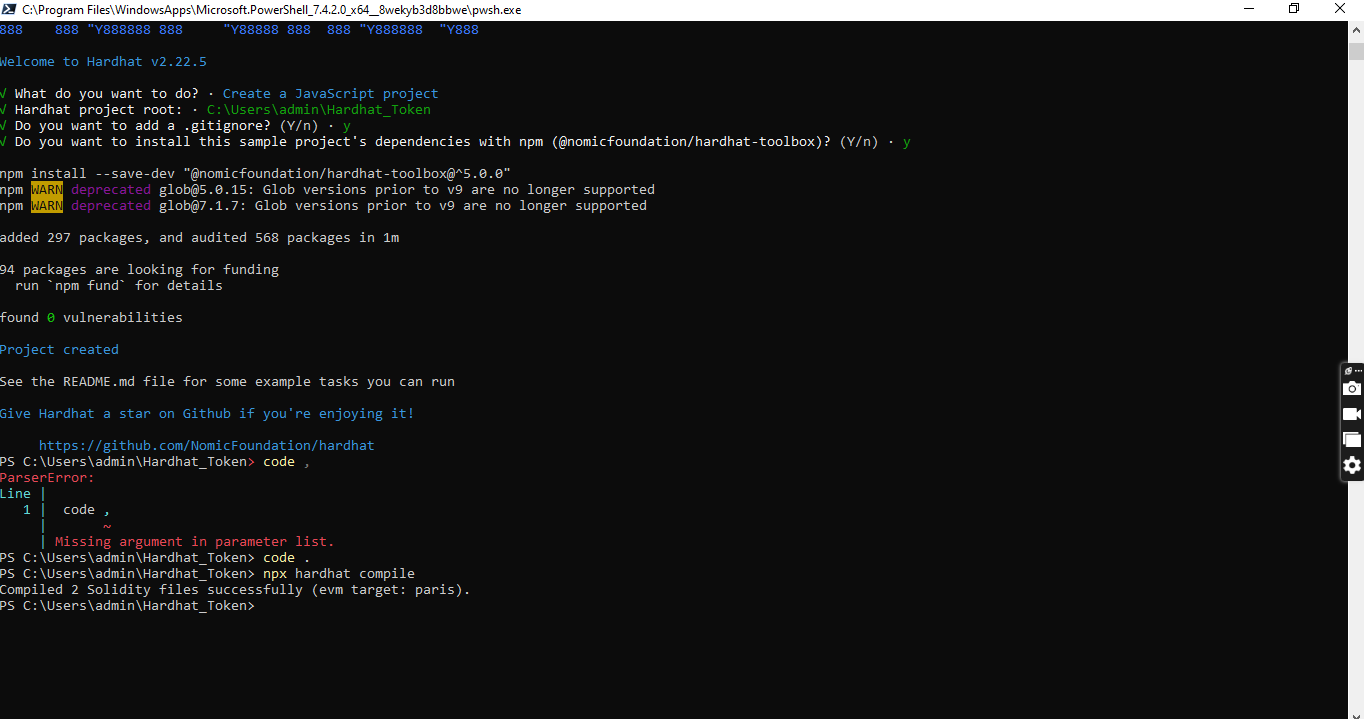 C:\Program Files\WindowsApps\Microsoft.PowerShell_7.4.2.0_x64__8wekyb3d8bbwe\pwsh.exe
888    888 "Y888888 888     "Y88888 888  888 "Y888888  "Y888
Welcome to Hardhat v2.22.5
√ What do you want to do? · Create a JavaScript project
√ Hardhat project root: · C:\Users\admin\Hardhat_Token
√ Do you want to add a .gitignore? (Y/n) · y
√ Do you want to install this sample project's dependencies with npm (@nomicfoundation/hardhat-toolbox)? (Y/n) · y
npm install --save-dev "@nomicfoundation/hardhat-toolbox@^5.0.0"
npm WARN deprecated glob@5.0.15: Glob versions prior to v9 are no longer supported
npm WARN deprecated glob@7.1.7: Glob versions prior to v9 are no longer supported
added 297 packages, and audited 568 packages in 1m
94 packages are looking for funding
  run `npm fund` for details
found 0 vulnerabilities
Project created
See the README.md file for some example tasks you can run
Give Hardhat a star on Github if you're enjoying it!
     https://github.com/NomicFoundation/hardhat
PS C:\Users\admin\Hardhat_Token> code ,
ParserError:
Line |
   1 |  code ,
     |       ~
     | Missing argument in parameter list.
PS C:\Users\admin\Hardhat_Token> code .
PS C:\Users\admin\Hardhat_Token> npx hardhat compile
Compiled 2 Solidity files successfully (evm target: paris).
PS C:\Users\admin\Hardhat_Token>